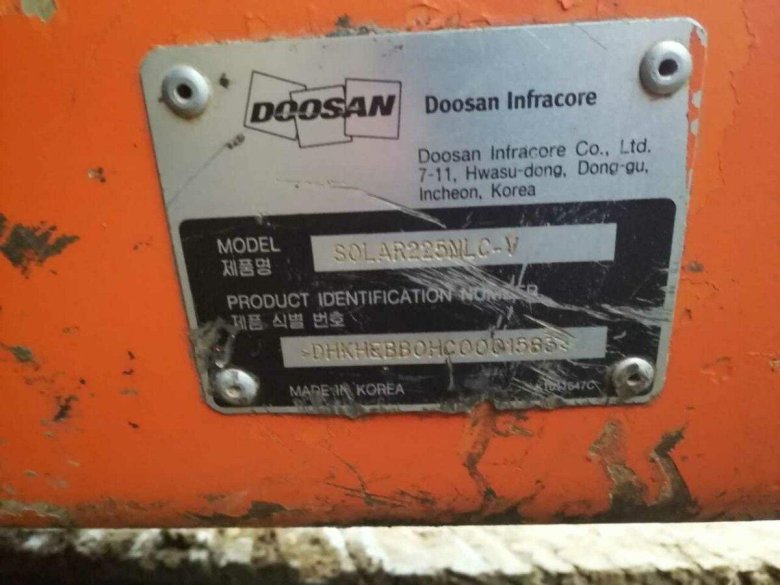 DOOSAN
Doosan Infracore
Doosan Infracore Co., Ltd.
7-11, Hwasu-dong, Dong-gu,
Incheon, Korea
MODEL
제품명
SOLAR225NLC-V
PRODUCT IDENTIFICATION NUMBER
제품 식별 번호
MADE IN KOREA